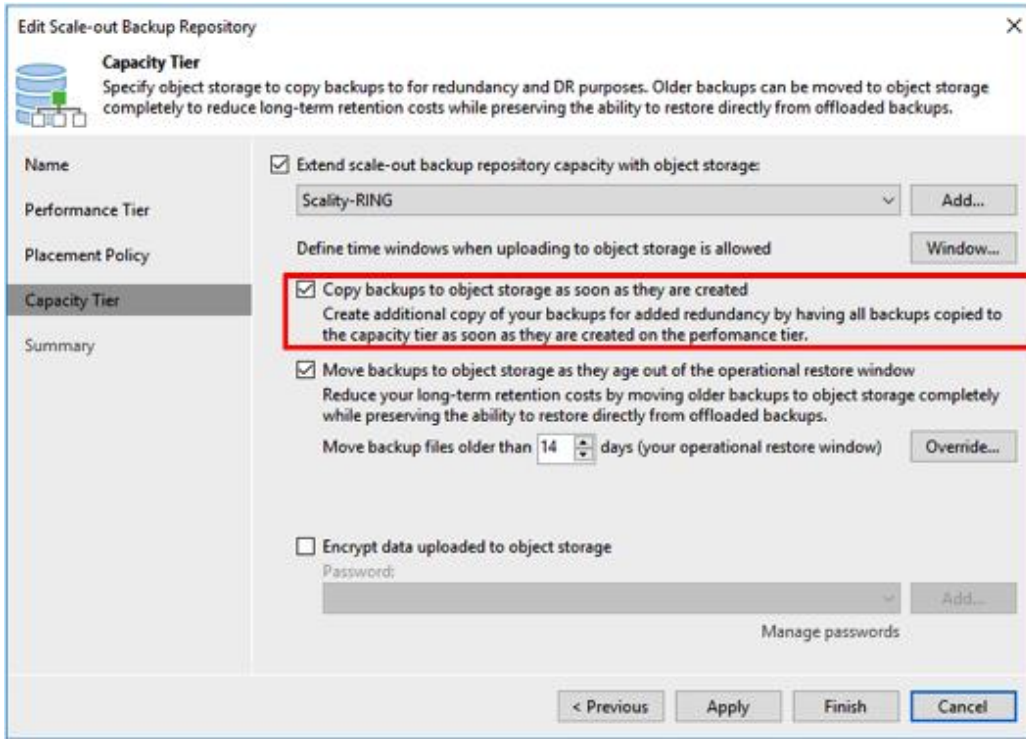 Edit Scale-out Backup Repository
Capacity Tier
Specify object storage to copy backups to for redundancy and DR purposes. Older backups can be moved to object storage
completely to reduce long-term retention costs while preserving the ability to restore directly from offloaded backups.
Name
Performance Tier
Placement Policy
Capacity Tier
Summary
Extend scale-out backup repository capacity with object storage:
Scality-RING
Add...
Define time windows when uploading to object storage is allowed
Window...
Copy backups to object storage as soon as they are created
Create additional copy of your backups for added redundancy by having all backups copied to
the capacity tier as soon as they are created on the perfomance tier.
Move backups to object storage as they age out of the operational restore window
Reduce your long-term retention costs by moving older backups to object storage completely
while preserving the ability to restore directly from offloaded backups.
Move backup files older than 14 days (your operational restore window)
Override...
Encrypt data uploaded to object storage
Password:
Add...
Manage passwords
< Previous
Apply
Finish
Cancel